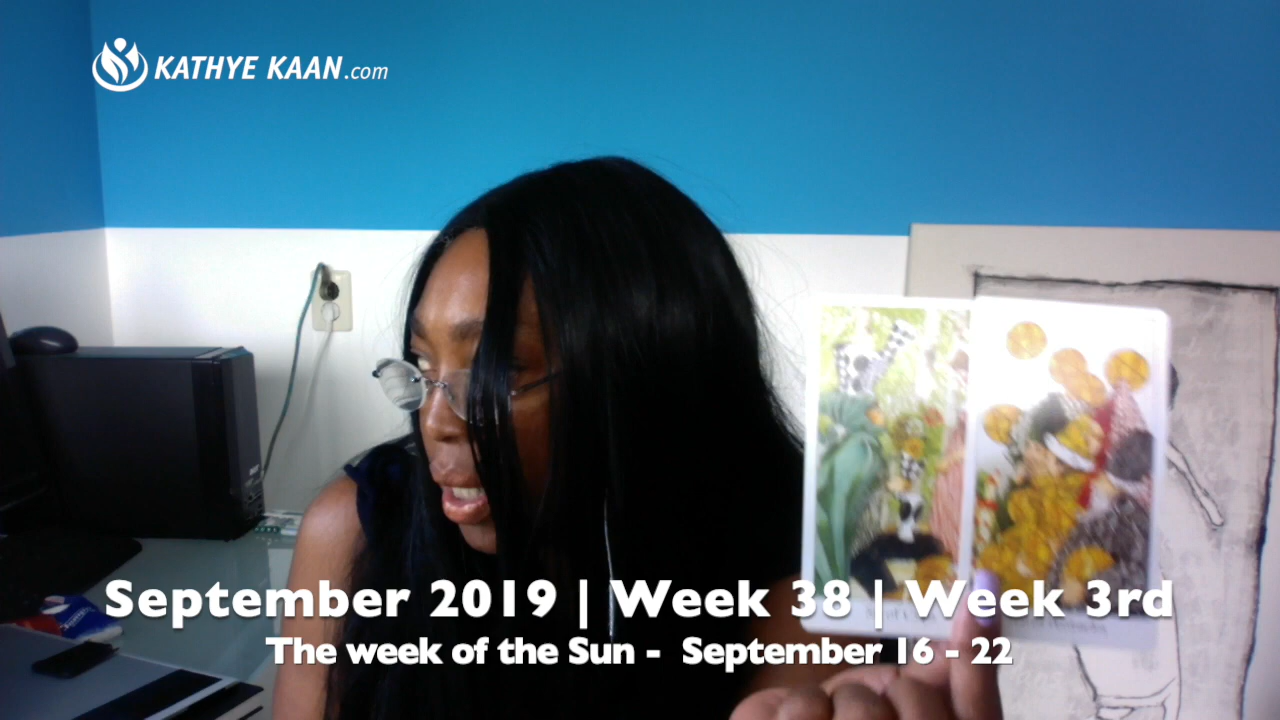 KATHYE KAAN.com
September 2019 | Week 38 | Week 3rd
The week of the Sun - September 16 - 22